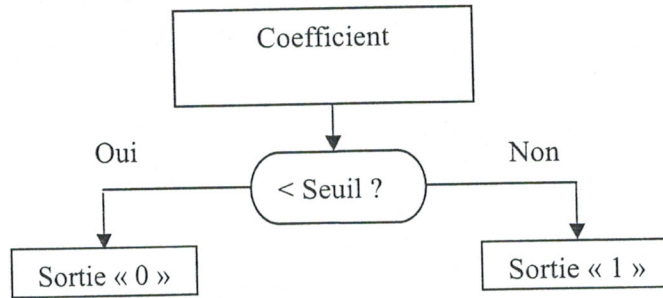 Coefficient
Oui
Non
< Seuil ?
Sortie « 0 »
Sortie « 1 »